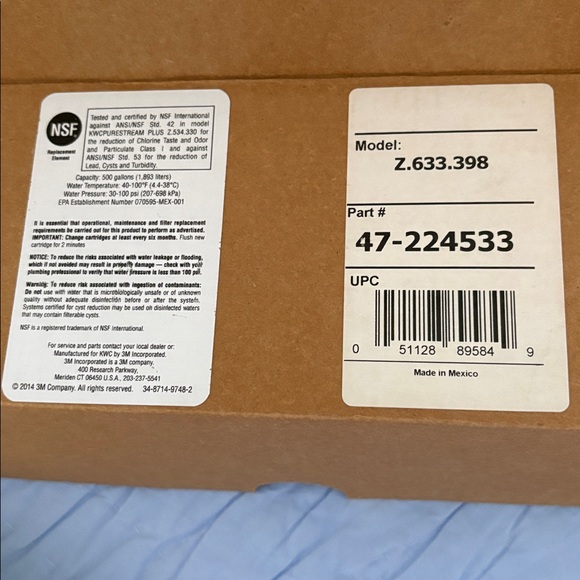 NSF
Replacement
Element
Tested and certified by NSF International
against ANSI/NSF Std. 42 in model
KWCPURESTREAM PLUS Z.534.330 for
the reduction of Chlorine Taste and Odor
and Particulate Class I and against
ANSI/NSF Std. 53 for the reduction of
Lead, Cysts and Turbidity.
Capacity: 500 gallons (1,893 liters)
Water Temperature: 40-100°F (4.4-38°C)
Water Pressure: 30-100 psi (207-698 kPa)
EPA Establishment Number 070595-MEX-001
It is essential that operational, maintenance and filter replacement
requirements be carried out for this product to perform as advertised.
IMPORTANT: Change cartridges at least every six months. Flush new
cartridge for 2 minutes
NOTICE: To reduce the risks associated with water leakage or flooding,
which if not avoided may result in property damage — check with your
plumbing professional to verify that water pressure is less than 100 psi.
Warning: To reduce risk associated with ingestion of contaminants:
Do not use with water that is microbiologically unsafe or of unknown
quality without adequate disinfection before or after the system.
Systems certified for cyst reduction may be used on disinfected waters
that may contain filterable cysts.
NSF is a registered trademark of NSF International.
For service and parts contact your local dealer or:
Manufactured for KWC by 3M Incorporated.
3M Incorporated is a 3M company.
400 Research Parkway,
Meriden CT 06450 U.S.A. 203-237-5541
© 2014 3M Company. All rights reserved. 34-8714-9748-2
Model:
Z.633.398
Part #
47-224533
UPC
0 51128 89584 9
Made in Mexico